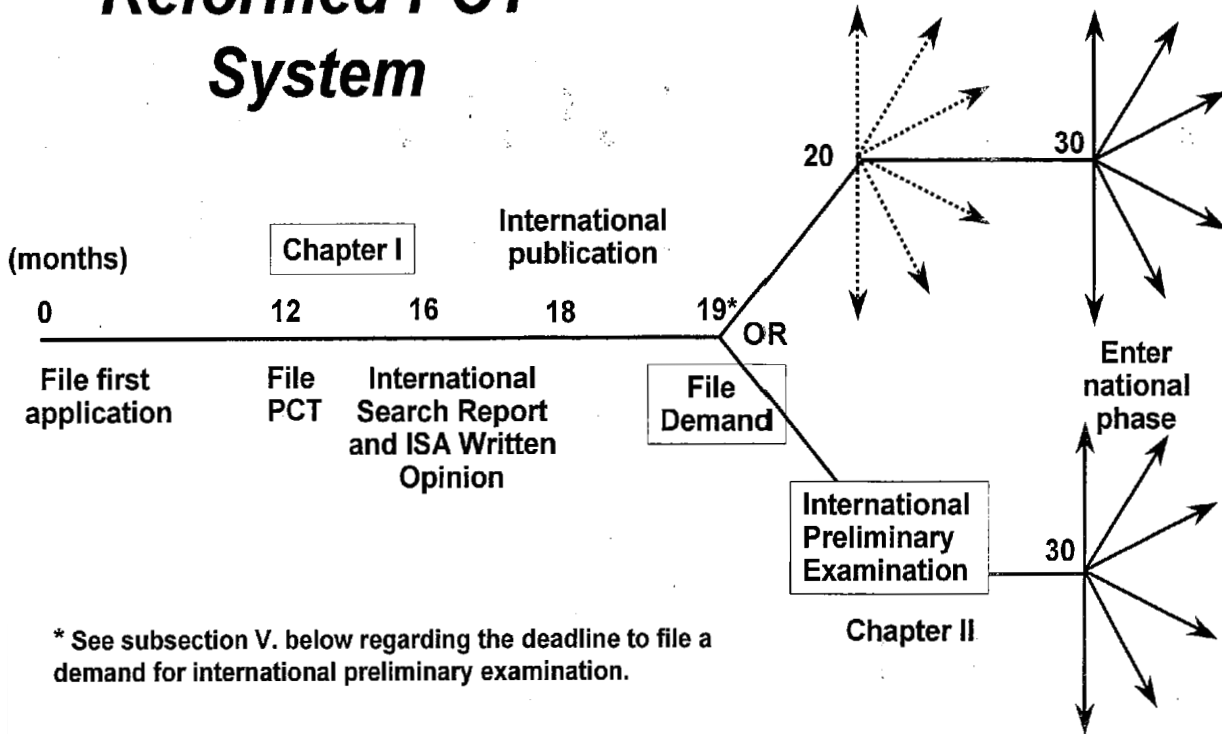 Reformed PCT
System
(months)
Chapter I
International
publication
0
12
16
18
19*
20
30
OR
File first
application
File
PCT
International
Search Report
and ISA Written
Opinion
File
Demand
Enter
national
phase
International
Preliminary
Examination
30
Chapter II
* See subsection V. below regarding the deadline to file a
demand for international preliminary examination.